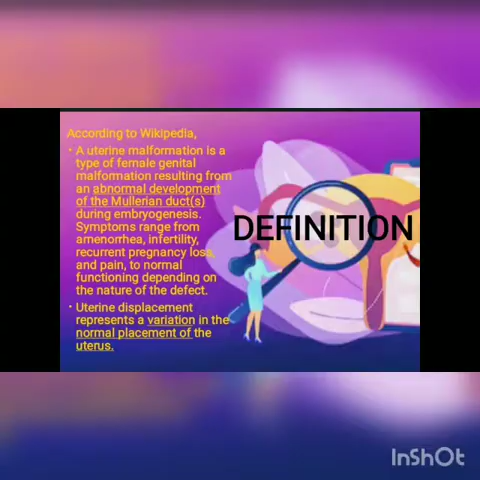 According to Wikipedia,
• A uterine malformation is a
type of female genital
malformation resulting from
an abnormal development
of the Mullerian duct(s)
during embryogenesis.
Symptoms range from
amenorrhea, infertility,
recurrent pregnancy loss,
and pain, to normal
functioning depending on
the nature of the defect.
• Uterine displacement
represents a variation in the
normal placement of the
uterus.
DEFINITION
InShOt